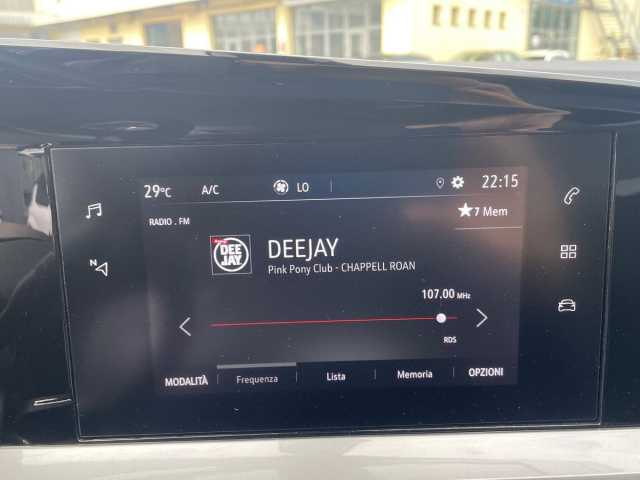 29°C A/C LO 22:15
★7 Mem
RADIO . FM
DEE JAY
DEEJAY
Pink Pony Club - CHAPPELL ROAN
N
107.00 MHz
RDS
MODALITÀ Frequenza Lista Memoria OPZIONI